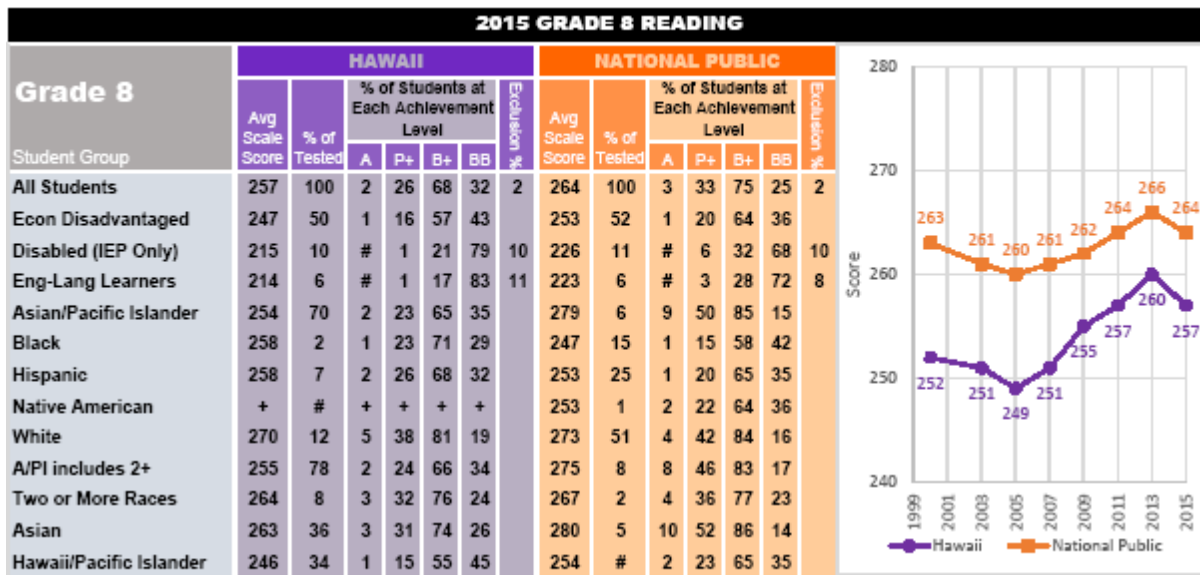 2015 GRADE 8 READING
HAWAII NATIONAL PUBLIC
Grade 8
Student Group
Avg Scale Score % of Tested % of Students at Each Achievement Level Exclusion % Avg Scale Score % of Tested % of Students at Each Achievement Level Exclusion %
A P+ B+ BB A P+ B+ BB
All Students 257 100 2 26 68 32 2 264 100 3 33 75 25 2
Econ Disadvantaged 247 50 1 16 57 43 253 52 1 20 64 36
Disabled (IEP Only) 215 10 # 1 21 79 10 226 11 # 6 32 68 10
Eng-Lang Learners 214 6 # 1 17 83 11 223 6 # 3 28 72 8
Asian/Pacific Islander 254 70 2 23 65 35 279 6 9 50 85 15
Black 258 2 1 23 71 29 247 15 1 15 58 42
Hispanic 258 7 2 26 68 32 253 25 1 20 65 35
Native American + # + + + + 253 1 2 22 64 36
White 270 12 5 38 81 19 273 51 4 42 84 16
A/PI includes 2+ 255 78 2 24 66 34 275 8 8 46 83 17
Two or More Races 264 8 3 32 76 24 267 2 4 36 77 23
Asian 263 36 3 31 74 26 280 5 10 52 86 14
Hawaii/Pacific Islander 246 34 1 15 55 45 254 # 2 23 65 35
280
270
260
250
240
Score
263 261 260 261 262 264 266 264
252 251 249 251 255 257 260 257
1999 2001 2003 2005 2007 2009 2011 2013 2015
Hawaii National Public